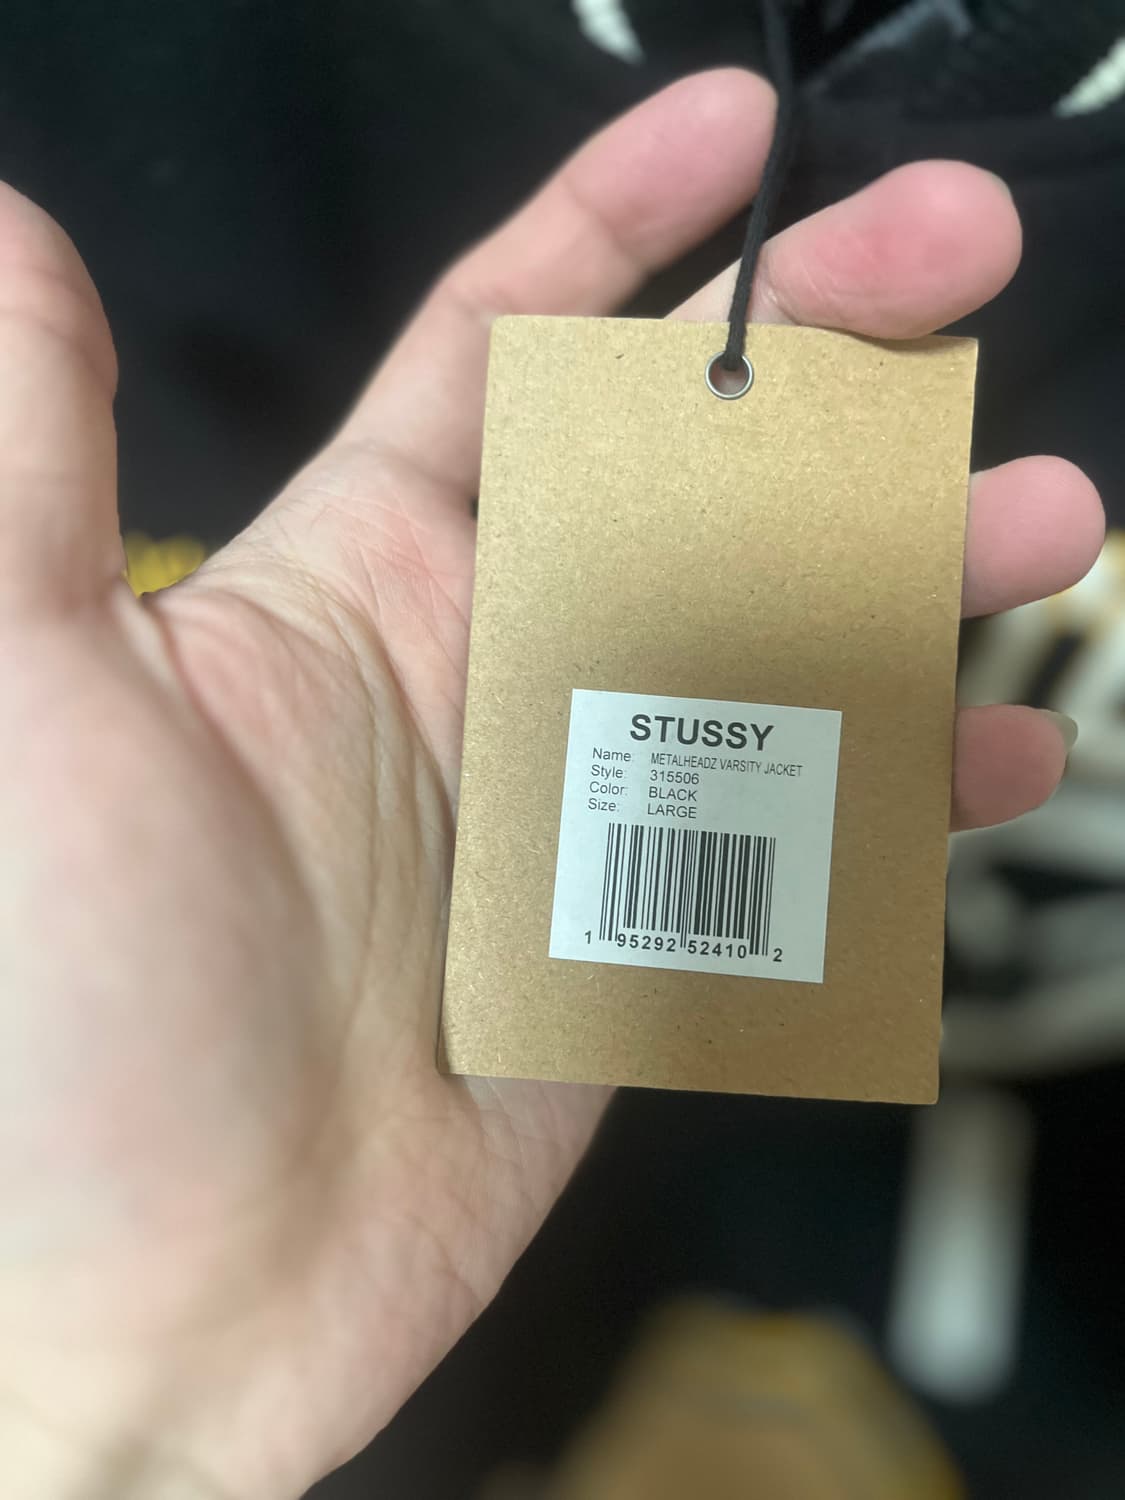 STUSSY
Name: METALHEADZ VARSITY JACKET
Style: 315506
Color: BLACK
Size: LARGE
1 95292 52410 2